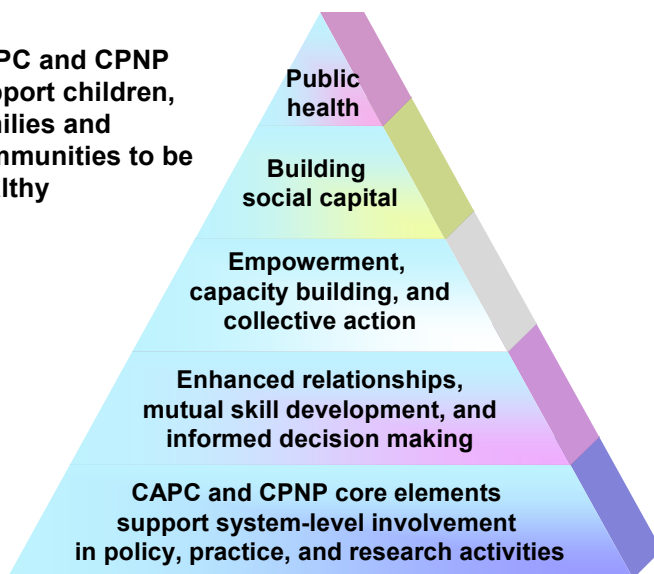 PC and CPNP
port children,
ilies and
mmunities to be
lthy
Public
health
Building
social capital
Empowerment,
capacity building, and
collective action
Enhanced relationships,
mutual skill development, and
informed decision making
CAPC and CPNP core elements
support system-level involvement
in policy, practice, and research activities